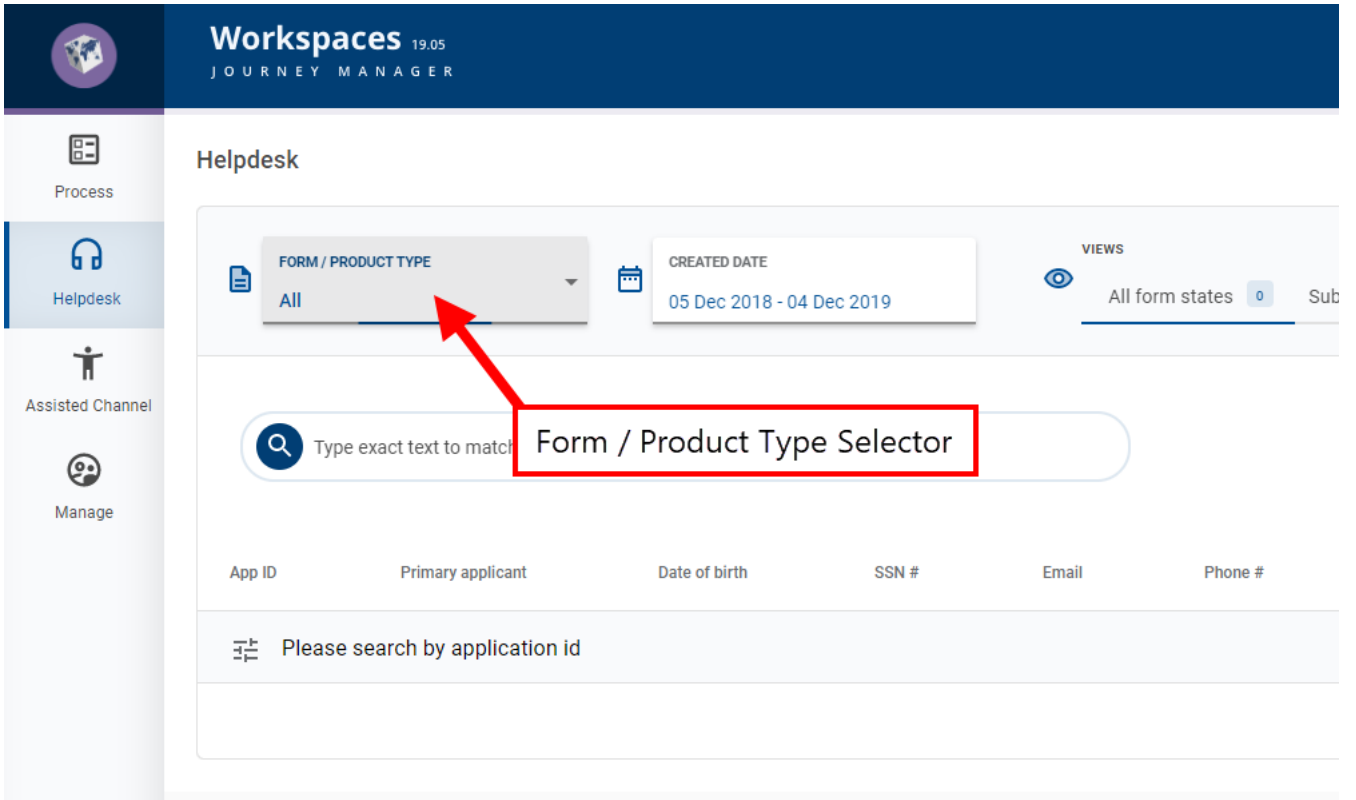 Workspaces 19.05
JOURNEY MANAGER
Process
Helpdesk
Assisted Channel
Manage
Helpdesk
FORM / PRODUCT TYPE
All
CREATED DATE
05 Dec 2018 - 04 Dec 2019
VIEWS
All form states 0 Sub
Type exact text to match
Form / Product Type Selector
App ID Primary applicant Date of birth SSN # Email Phone #
Please search by application id